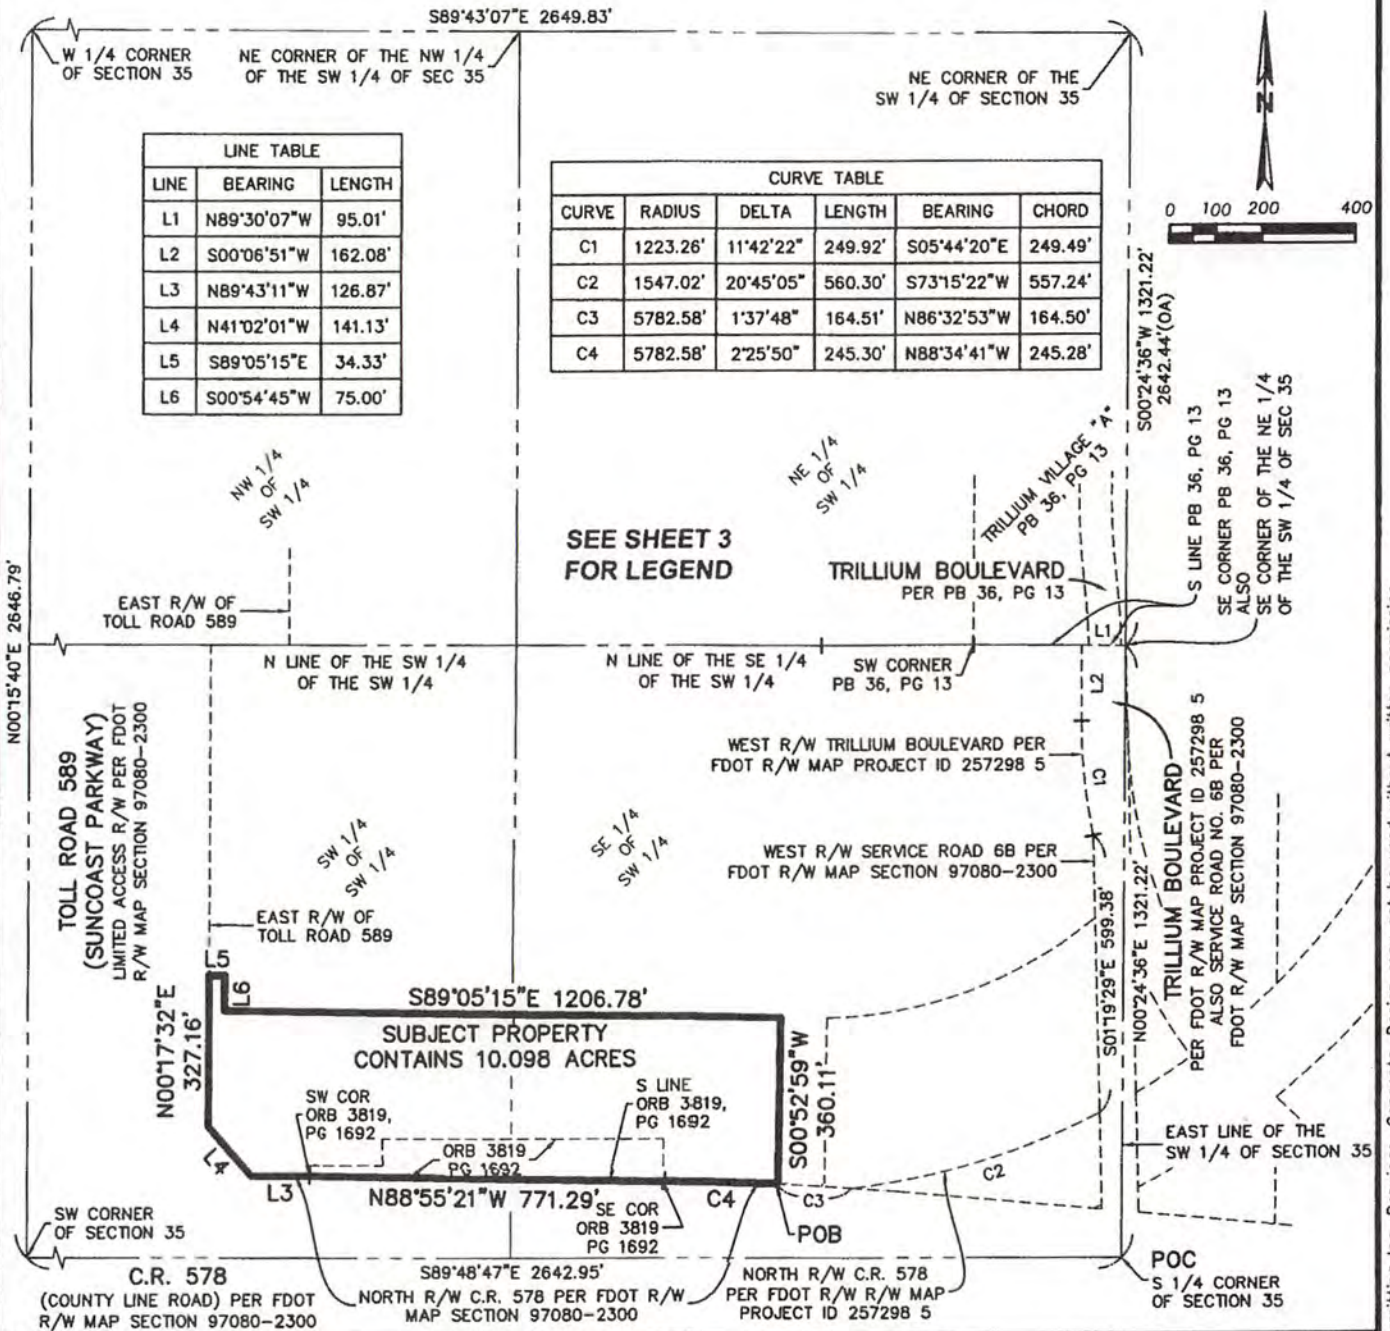 S89°43'07"E 2649.83'
W 1/4 CORNER
OF SECTION 35
NE CORNER OF THE NW 1/4
OF THE SW 1/4 OF SEC 35
NE CORNER OF THE
SW 1/4 OF SECTION 35
N
0 100 200 400
LINE TABLE
LINE BEARING LENGTH
L1 N89°30'07"W 95.01'
L2 S00°06'51"W 162.08'
L3 N89°43'11"W 126.87'
L4 N41°02'01"W 141.13'
L5 S89°05'15"E 34.33'
L6 S00°54'45"W 75.00'
CURVE TABLE
CURVE RADIUS DELTA LENGTH BEARING CHORD
C1 1223.26' 11°42'22" 249.92' S05°44'20"E 249.49'
C2 1547.02' 20°45'05" 560.30' S73°15'22"W 557.24'
C3 5782.58' 1°37'48" 164.51' N86°32'53"W 164.50'
C4 5782.58' 2°25'50" 245.30' N88°34'41"W 245.28'
S00°24'36"W 1321.22'
2642.44'(OA)
NW 1/4
OF
SW 1/4
NE 1/4
OF
SW 1/4
TRILLIUM VILLAGE "A"
PB 36, PG 13
S LINE PB 36, PG 13
SE CORNER PB 36, PG 13
ALSO
SE CORNER OF THE NE 1/4
OF THE SW 1/4 OF SEC 35
SEE SHEET 3
FOR LEGEND
TRILLIUM BOULEVARD
PER PB 36, PG 13
EAST R/W OF
TOLL ROAD 589
N00°15'40"E 2646.79'
L1
N LINE OF THE SW 1/4
OF THE SW 1/4
N LINE OF THE SE 1/4
OF THE SW 1/4
SW CORNER
PB 36, PG 13
L2
TOLL ROAD 589
(SUNCOAST PARKWAY)
LIMITED ACCESS R/W PER FDOT
R/W MAP SECTION 97080-2300
WEST R/W TRILLIUM BOULEVARD PER
FDOT R/W MAP PROJECT ID 257298 5
C1
TRILLIUM BOULEVARD
PER FDOT R/W MAP PROJECT ID 257298 5
ALSO SERVICE ROAD NO. 6B PER
FDOT R/W MAP SECTION 97080-2300
SW 1/4
OF
SW 1/4
SE 1/4
OF
SW 1/4
WEST R/W SERVICE ROAD 6B PER
FDOT R/W MAP SECTION 97080-2300
S01°19'29"E 599.38'
N00°24'36"E 1321.22'
EAST R/W OF
TOLL ROAD 589
L5
L6
S89°05'15"E 1206.78'
SUBJECT PROPERTY
CONTAINS 10.098 ACRES
N00°17'32"E
327.16'
S00°52'59"W
360.11'
SW COR
ORB 3819,
PG 1692
S LINE
ORB 3819,
PG 1692
ORB 3819
PG 1692
EAST LINE OF THE
SW 1/4 OF SECTION 35
L4
L3
N88°55'21"W 771.29'
C4
C3
C2
SE COR
ORB 3819
PG 1692
POB
SW CORNER
OF SECTION 35
POC
S 1/4 CORNER
OF SECTION 35
C.R. 578
(COUNTY LINE ROAD) PER FDOT
R/W MAP SECTION 97080-2300
S89°48'47"E 2642.95'
NORTH R/W C.R. 578 PER FDOT R/W
MAP SECTION 97080-2300
NORTH R/W C.R. 578
PER FDOT R/W R/W MAP
PROJECT ID 257298 5